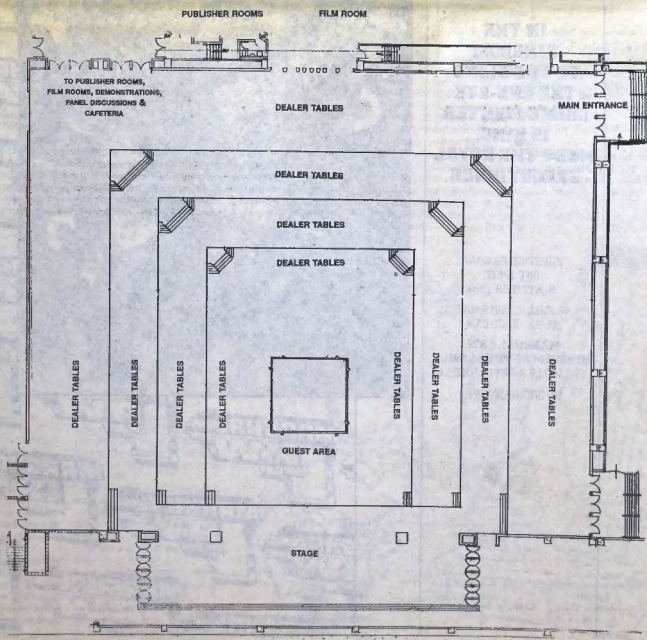 PUBLISHER ROOMS
FILM ROOM
TO PUBLISHER ROOMS,
FILM ROOMS, DEMONSTRATIONS,
PANEL DISCUSSIONS &
CAFETERIA
DEALER TABLES
MAIN ENTRANCE
DEALER TABLES
DEALER TABLES
DEALER TABLES
DEALER TABLES
DEALER TABLES
DEALER TABLES
DEALER TABLES
DEALER TABLES
DEALER TABLES
DEALER TABLES
DEALER TABLES
GUEST AREA
STAGE